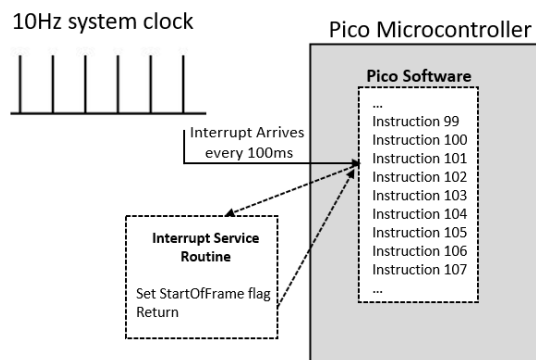 10Hz system clock
Pico Microcontroller
Pico Software
...
Instruction 99
Instruction 100
Instruction 101
Instruction 102
Instruction 103
Instruction 104
Instruction 105
Instruction 106
Instruction 107
...
Interrupt Arrives
every 100ms
Interrupt Service
Routine
Set StartOfFrame flag
Return